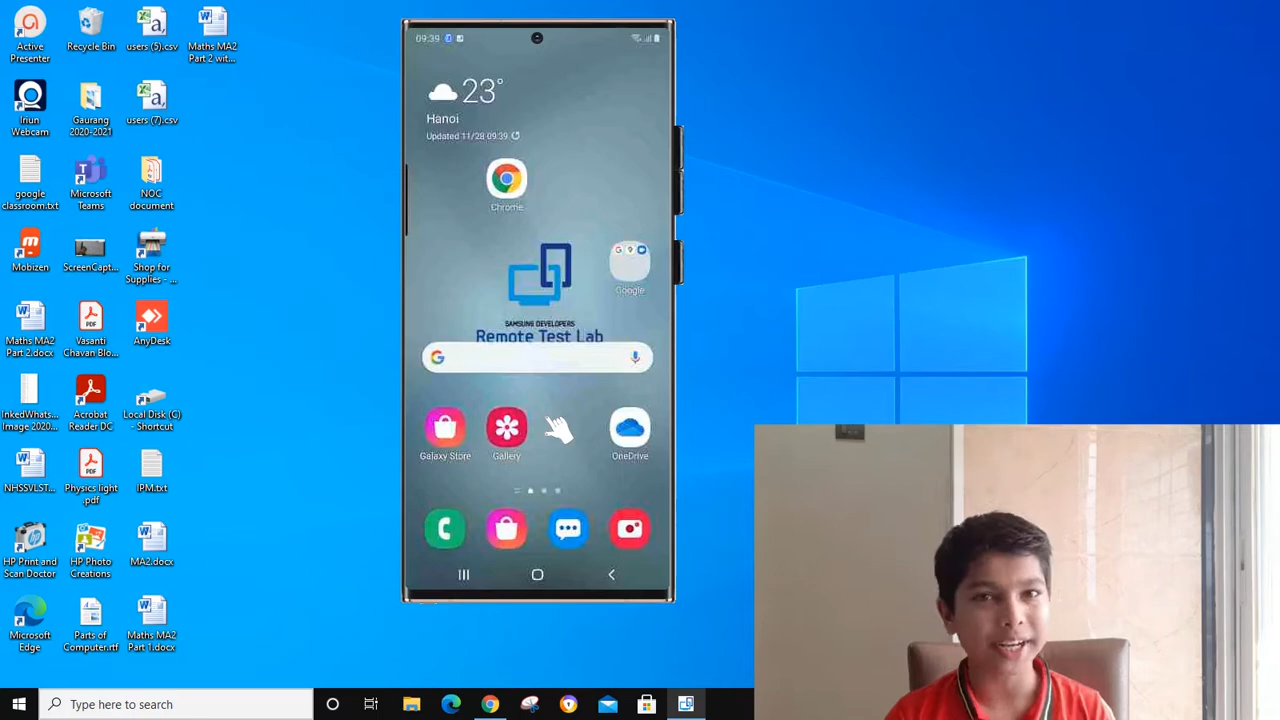 Active
Presenter
Recycle Bin
users (5).csv
Maths MA2
Part 2 wit...
Iriun
Webcam
Gaurang
2020-2021
users (7).csv
google
classroom.txt
Microsoft
Teams
NOC
document
Mobizen
ScreenCapt...
Shop for
Supplies - ...
Maths MA2
Part 2.docx
Vasanti
Chavan Blo...
AnyDesk
InkedWhats...
Image 2020...
Acrobat
Reader DC
Local Disk (C)
- Shortcut
NHSSVLST...
Physics light
.pdf
IPM.txt
HP Print and
Scan Doctor
HP Photo
Creations
MA2.docx
Microsoft
Edge
Parts of
Computer.rtf
Maths MA2
Part 1.docx
09:39
23°
Hanoi
Updated 11/28 09:39
Chrome
Google
SAMSUNG DEVELOPERS
Remote Test Lab
Galaxy Store
Gallery
OneDrive
Type here to search